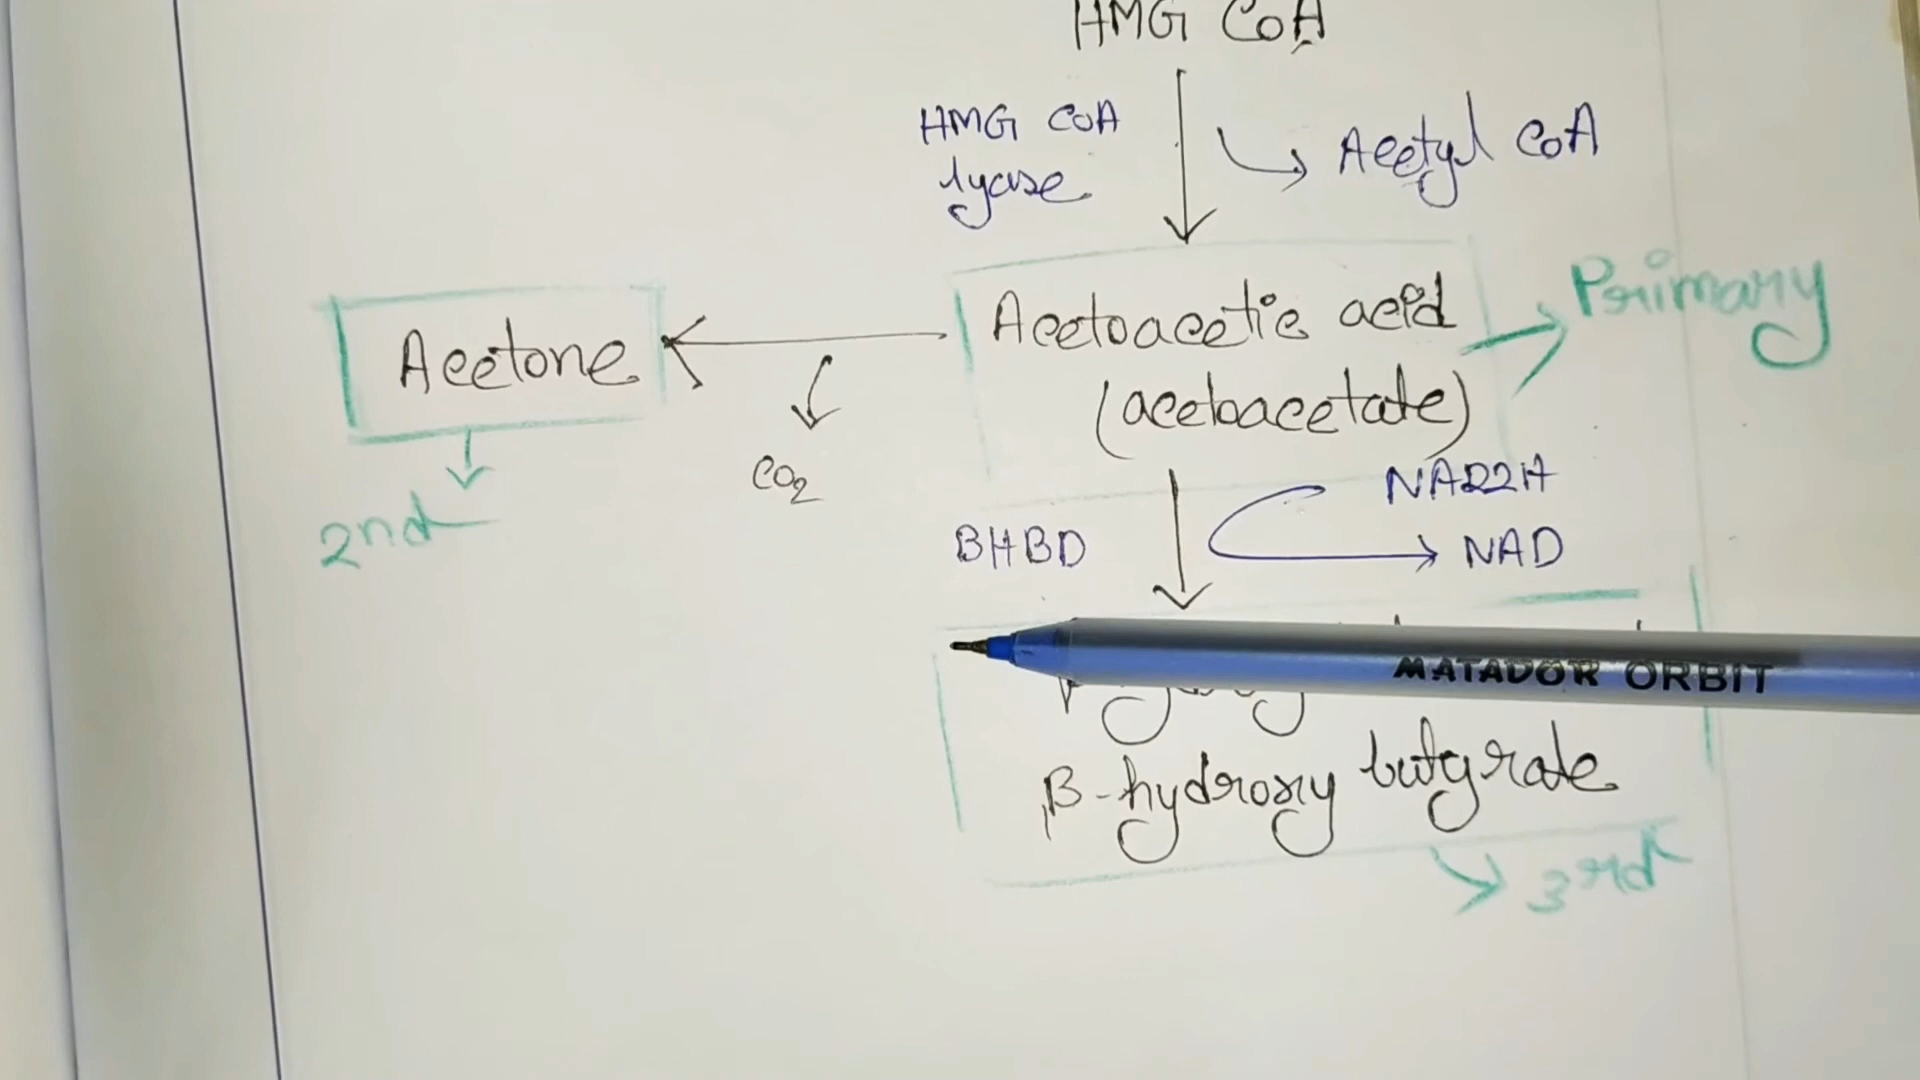 HMG CoA
HMG CoA
lyase
Acetyl CoA
Acetoacetic acid
(acetoacetate)
Primary
Acetone
2nd
CO2
NAD2H
BHBD
NAD
MATADOR ORBIT
β-hydroxy butyrate
3rd